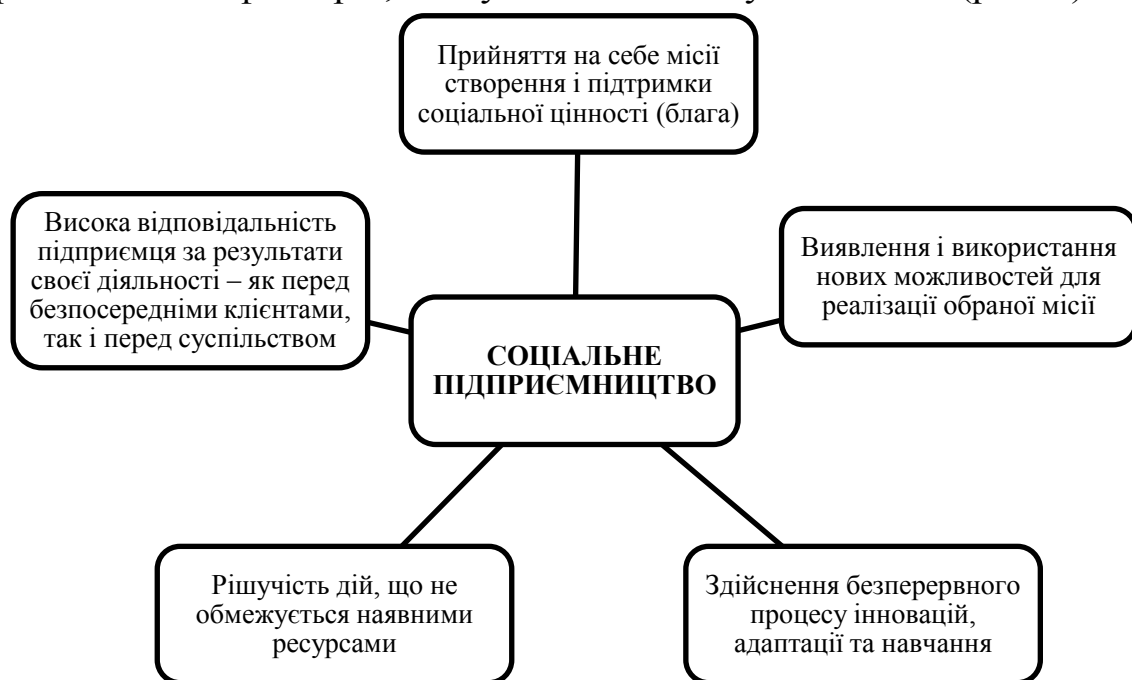 Прийняття на себе місії
створення і підтримки
соціальної цінності (блага)
Висока відповідальність
підприємця за результати
своєї діяльності – як перед
безпосередніми клієнтами,
так і перед суспільством
Виявлення і використання
нових можливостей для
реалізації обраної місії
СОЦІАЛЬНЕ
ПІДПРИЄМНИЦТВО
Рішучість дій, що не
обмежується наявними
ресурсами
Здійснення безперервного
процесу інновацій,
адаптації та навчання